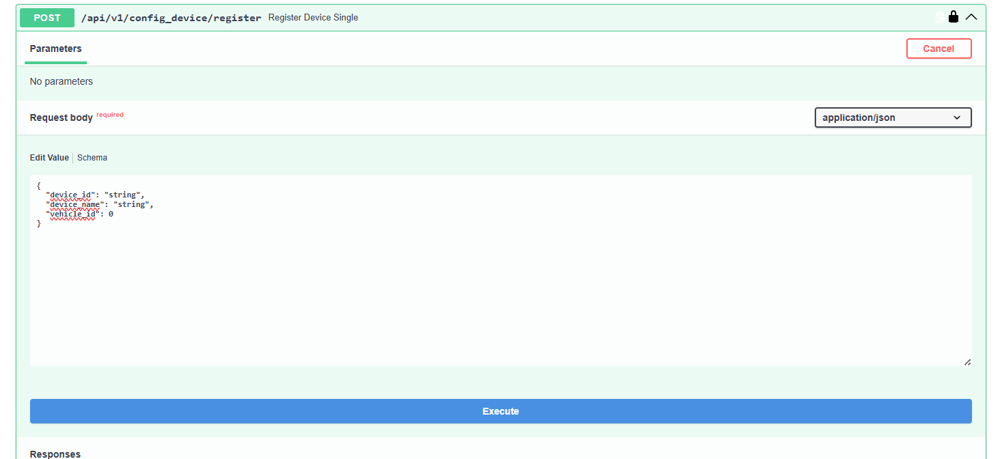 POST /api/v1/config_device/register Register Device Single
Parameters
Cancel
No parameters
Request body required
application/json
Edit Value Schema
{
"device_id": "string",
"device_name": "string",
"vehicle_id": 0
}
Execute
Responses